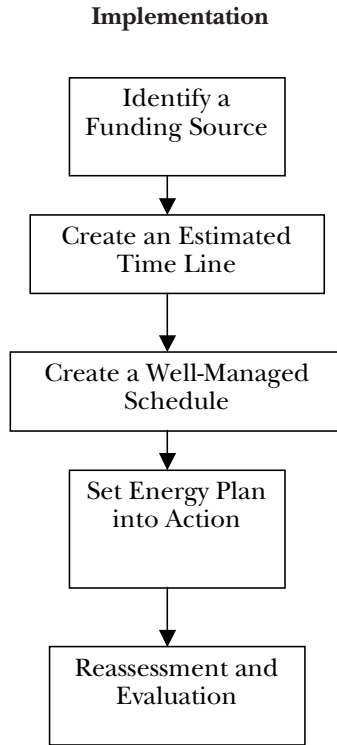 Implementation
Identify a
Funding Source
Create an Estimated
Time Line
Create a Well-Managed
Schedule
Set Energy Plan
into Action
Reassessment and
Evaluation